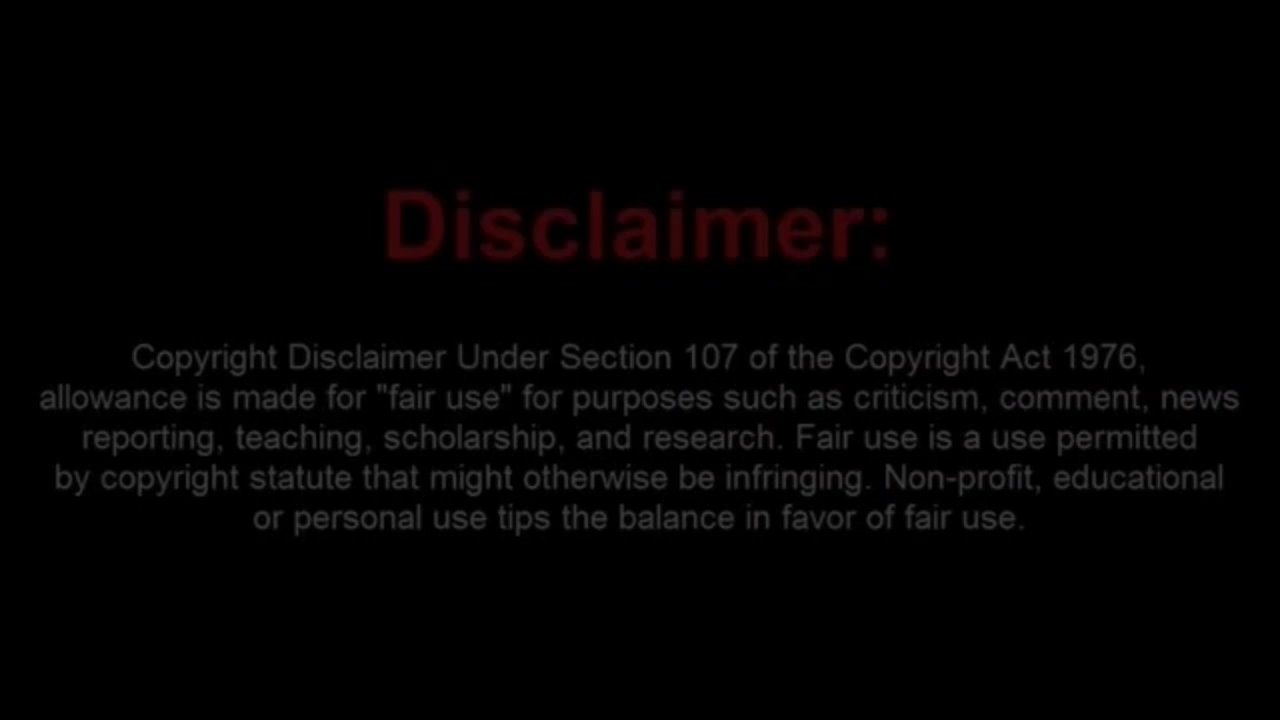 Disclaimer:
Copyright Disclaimer Under Section 107 of the Copyright Act 1976,
allowance is made for "fair use" for purposes such as criticism, comment, news
reporting, teaching, scholarship, and research. Fair use is a use permitted
by copyright statute that might otherwise be infringing. Non-profit, educational
or personal use tips the balance in favor of fair use.